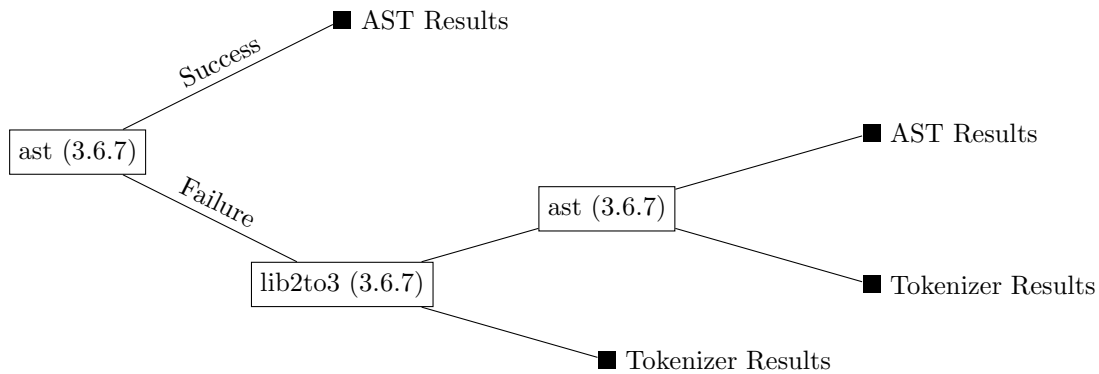 AST Results
Success
AST Results
ast (3.6.7)
Failure
ast (3.6.7)
lib2to3 (3.6.7)
Tokenizer Results
Tokenizer Results